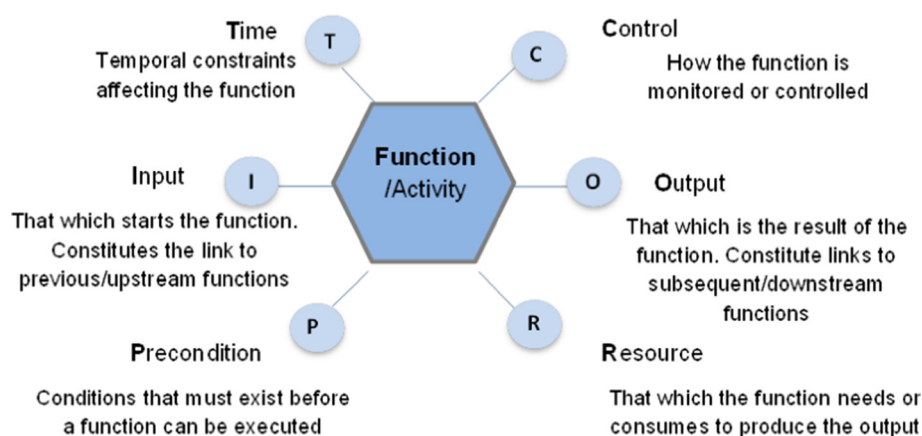 Time
T
Temporal constraints
affecting the function
C
Control
How the function is
monitored or controlled
Function
/Activity
Input
I
That which starts the function.
Constitutes the link to
previous/upstream functions
O
Output
That which is the result of the
function. Constitute links to
subsequent/downstream
functions
P
Precondition
Conditions that must exist before
a function can be executed
R
Resource
That which the function needs or
consumes to produce the output